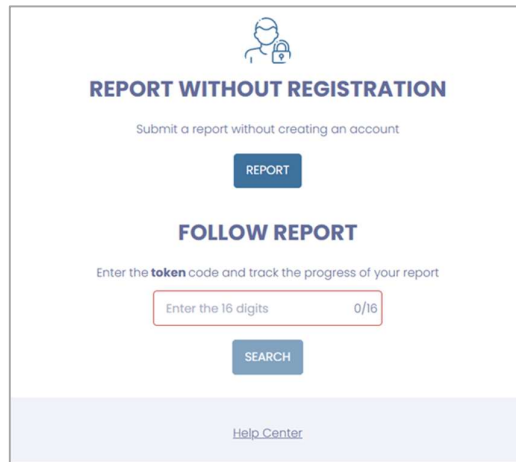 REPORT WITHOUT REGISTRATION
Submit a report without creating an account
REPORT
FOLLOW REPORT
Enter the token code and track the progress of your report
Enter the 16 digits 0/16
SEARCH
Help Center